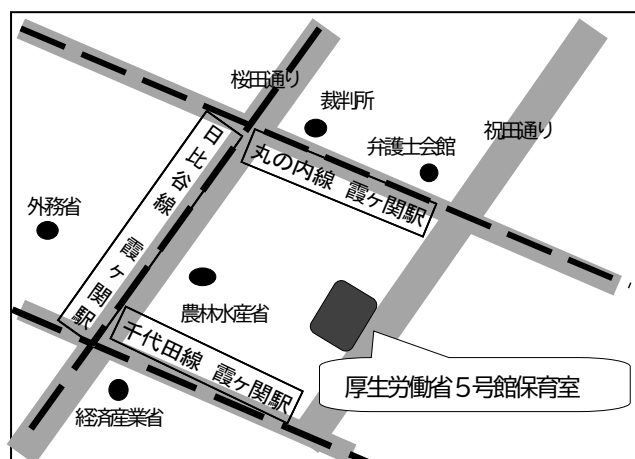 桜田通り
裁判所
祝田通り
弁護士会館
丸の内線 霞ヶ関駅
日比谷線 霞ヶ関駅
外務省
農林水産省
千代田線 霞ヶ関駅
厚生労働省５号館保育室
経済産業省